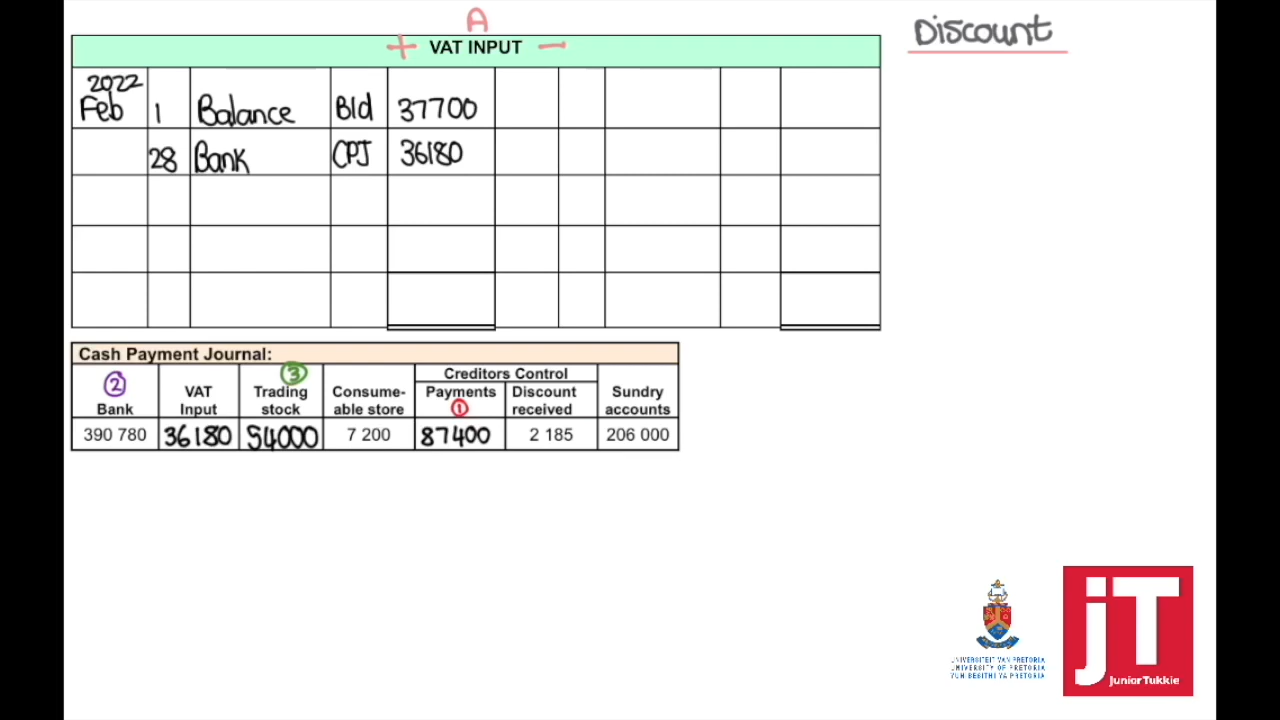 A
Discount
+ VAT INPUT −
2022
Feb 1 Balance Bld 37700
28 Bank CPJ 36180
Cash Payment Journal:
② Bank VAT Input ③ Trading stock Consume-able store Creditors Control Payments ① Discount received Sundry accounts
390 780 36180 54000 7 200 87400 2 185 206 000
UNIVERSITEIT VAN PRETORIA
UNIVERSITY OF PRETORIA
YUNIBESITHI YA PRETORIA
jT
JuniorTukkie